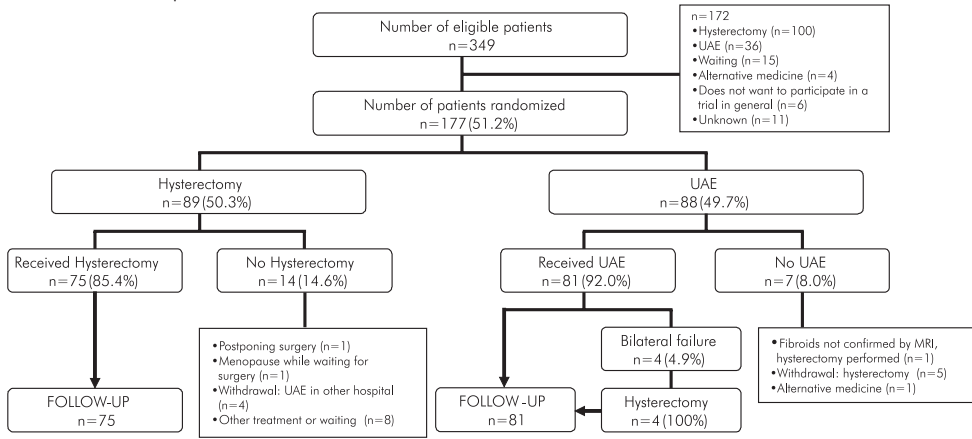 Number of eligible patients
n=349
n=172
•Hysterectomy (n=100)
•UAE (n=36)
•Waiting (n=15)
•Alternative medicine (n=4)
•Does not want to participate in a
trial in general (n=6)
•Unknown (n=11)
Number of patients randomized
n=177(51.2%)
Hysterectomy
n=89(50.3%)
UAE
n=88(49.7%)
Received Hysterectomy
n=75(85.4%)
No Hysterectomy
n=14(14.6%)
Received UAE
n=81(92.0%)
No UAE
n=7(8.0%)
•Postponing surgery (n=1)
•Menopause while waiting for
surgery (n=1)
•Withdrawal: UAE in other hospital
(n=4)
•Other treatment or waiting (n=8)
Bilateral failure
n=4(4.9%)
•Fibroids not confirmed by MRI,
hysterectomy performed (n=1)
•Withdrawal: hysterectomy (n=5)
•Alternative medicine (n=1)
FOLLOW-UP
n=75
FOLLOW-UP
n=81
Hysterectomy
n=4(100%)